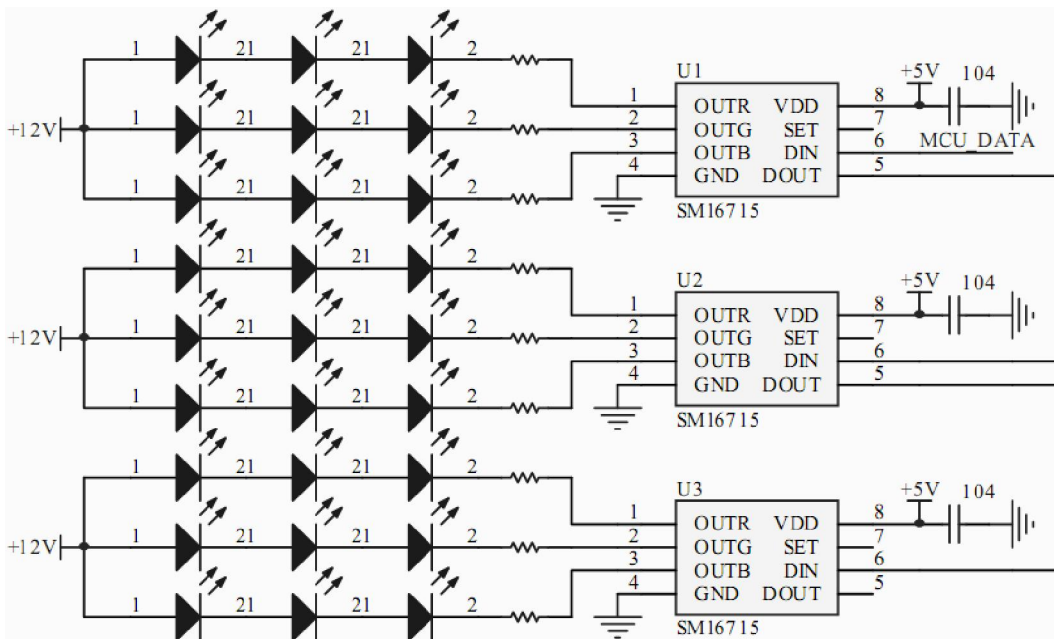 1 21 21 2
U1
+5V 104
1 OUTR VDD 8
1 21 21 2
+12V
2 OUTG SET 7
MCU_DATA
3 OUTB DIN 6
4 GND DOUT 5
1 21 21 2
SM16715
1 21 21 2
U2
+5V 104
1 OUTR VDD 8
1 21 21 2
+12V
2 OUTG SET 7
3 OUTB DIN 6
4 GND DOUT 5
1 21 21 2
SM16715
1 21 21 2
U3
+5V 104
1 OUTR VDD 8
1 21 21 2
+12V
2 OUTG SET 7
3 OUTB DIN 6
4 GND DOUT 5
1 21 21 2
SM16715